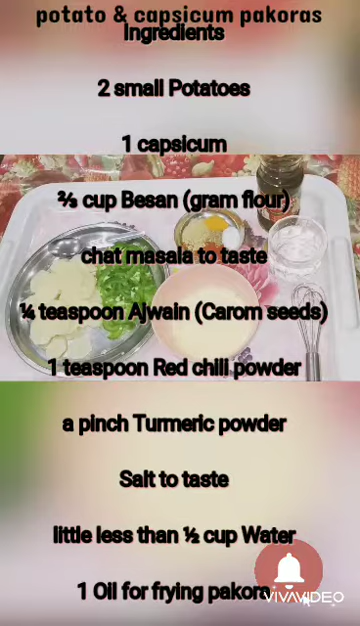 potato & capsicum pakoras
Ingredients
2 small Potatoes
1 capsicum
⅔ cup Besan (gram flour)
chat masala to taste
¼ teaspoon Ajwain (Carom seeds)
1 teaspoon Red chili powder
a pinch Turmeric powder
Salt to taste
little less than ½ cup Water
1 Oil for frying pakora
VIVAVIDEO